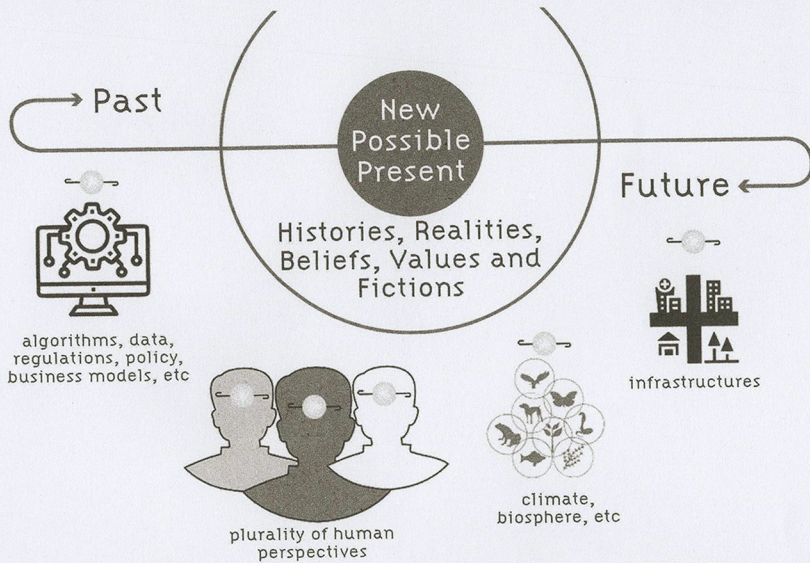 Past
New
Possible
Present
Future
Histories, Realities,
Beliefs, Values and
Fictions
algorithms, data,
regulations, policy,
business models, etc
infrastructures
climate,
biosphere, etc
plurality of human
perspectives